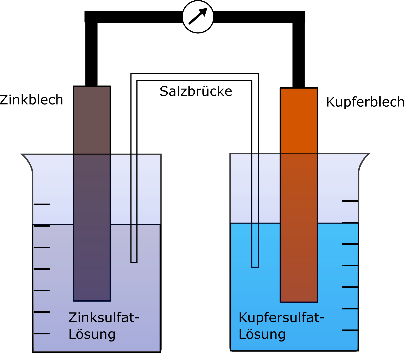 Zinkblech
Salzbrücke
Kupferblech
Zinksulfat-
Lösung
Kupfersulfat-
Lösung